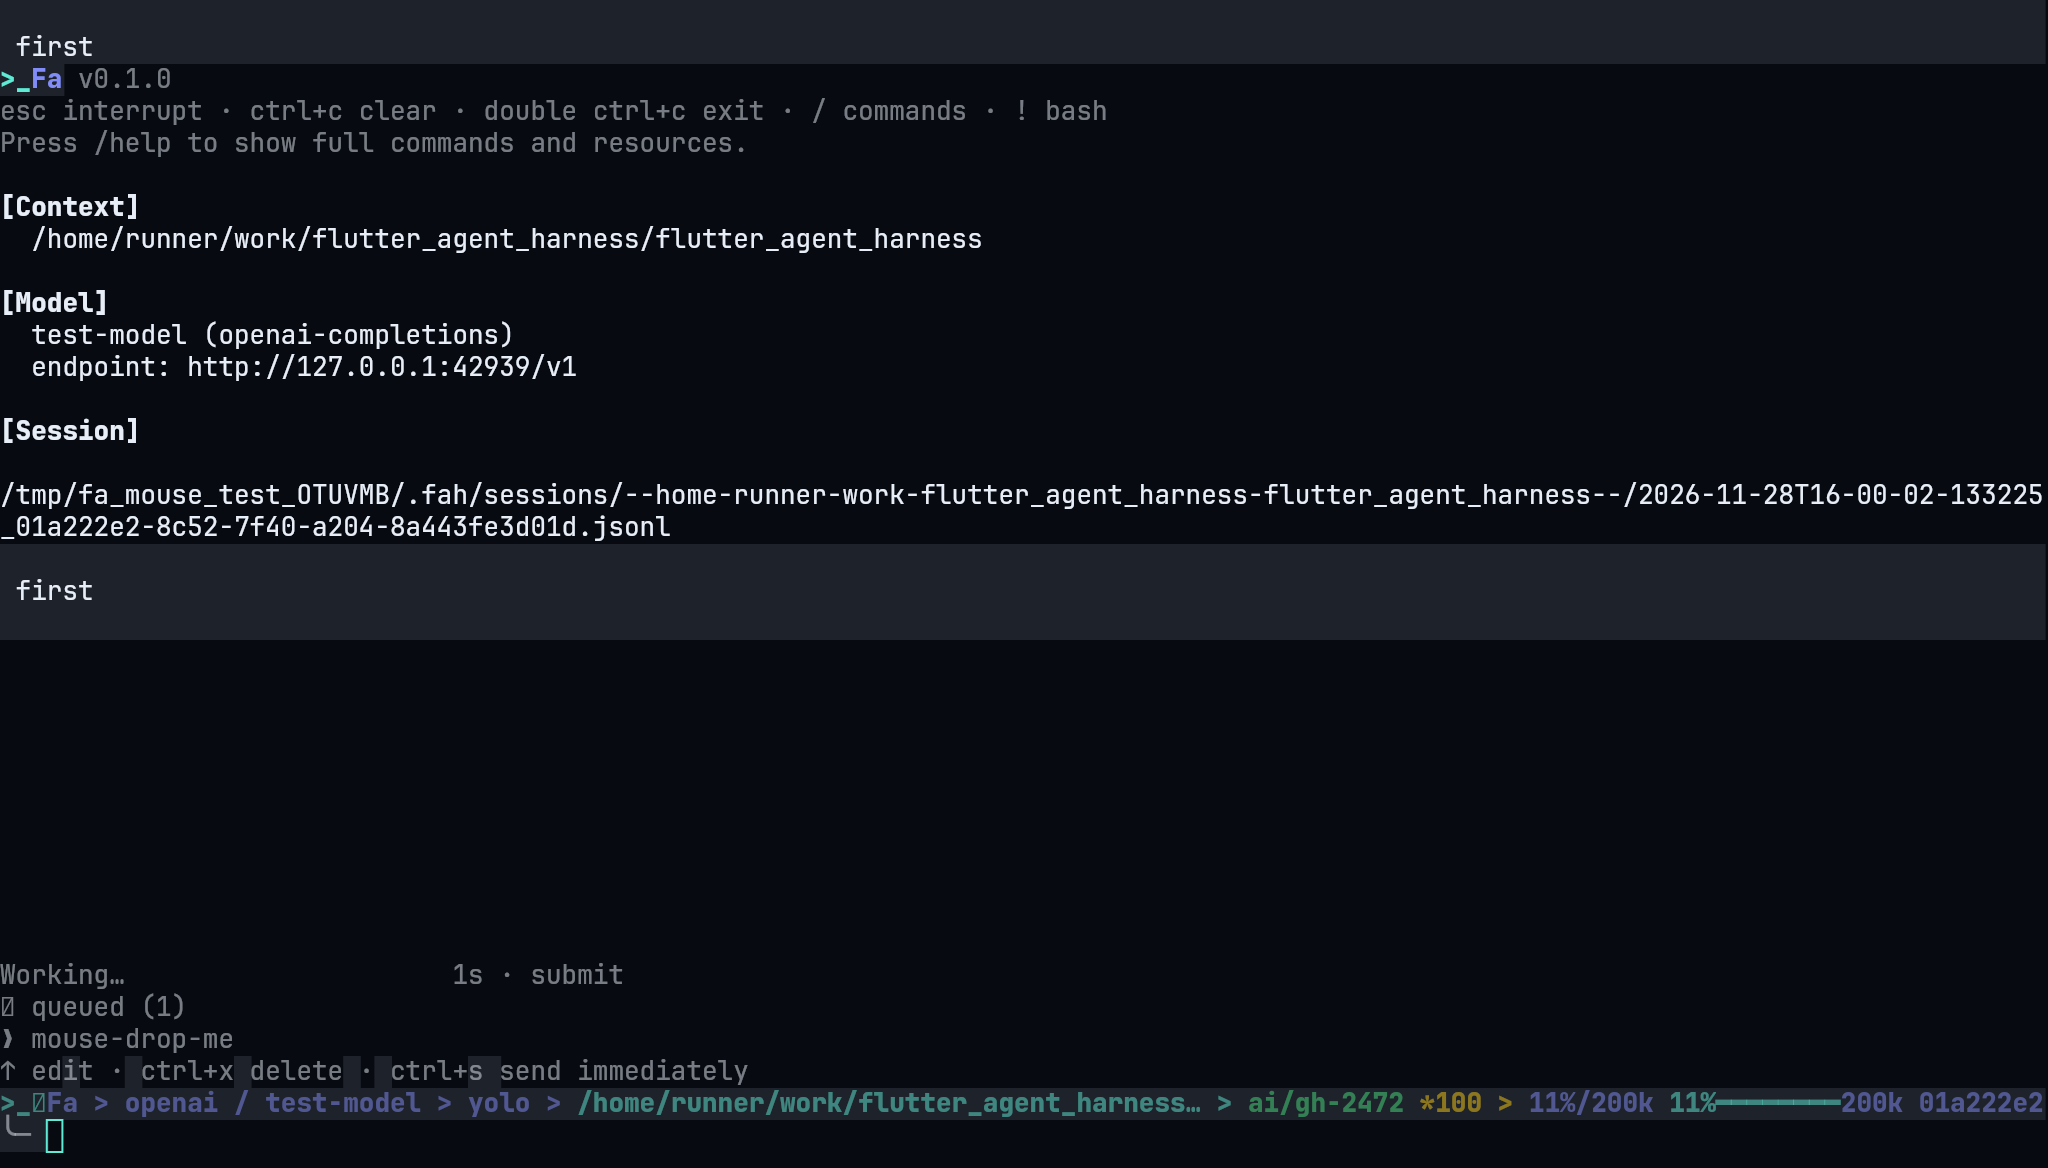 first
>_Fa v0.1.0
esc interrupt · ctrl+c clear · double ctrl+c exit · / commands · ! bash
Press /help to show full commands and resources.
[Context]
/home/runner/work/flutter_agent_harness/flutter_agent_harness
[Model]
test-model (openai-completions)
endpoint: http://127.0.0.1:42939/v1
[Session]
/tmp/fa_mouse_test_OTUVMB/.fah/sessions/--home-runner-work-flutter_agent_harness-flutter_agent_harness--/2026-11-28T16-00-02-133225
_01a222e2-8c52-7f40-a204-8a443fe3d01d.jsonl
first
Working… 1s · submit
queued (1)
❯ mouse-drop-me
↑ edit · ctrl+x delete · ctrl+s send immediately
>_Fa > openai / test-model > yolo > /home/runner/work/flutter_agent_harness… > ai/gh-2472 *100 > 11%/200k 11%━━━━━━━━200k 01a222e2